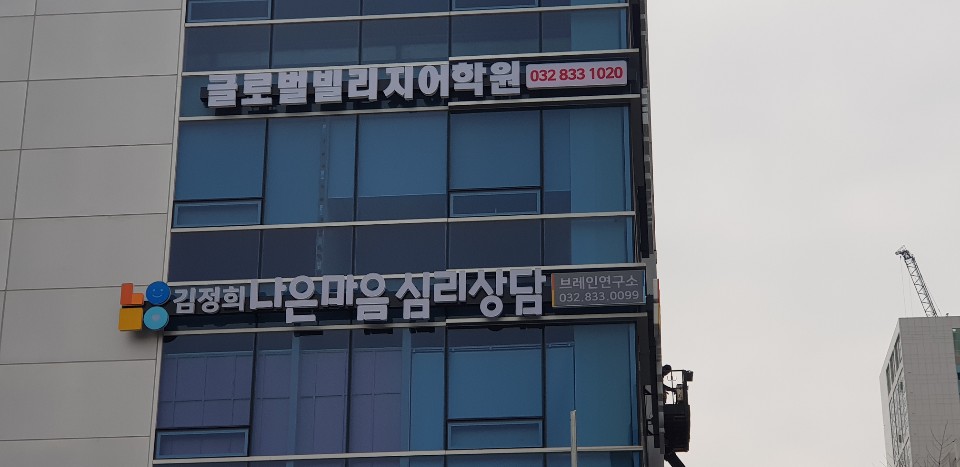 글로벌빌리지어학원 032 833 1020
김정희 나은마음 심리상담 브레인연구소
032.833.0099